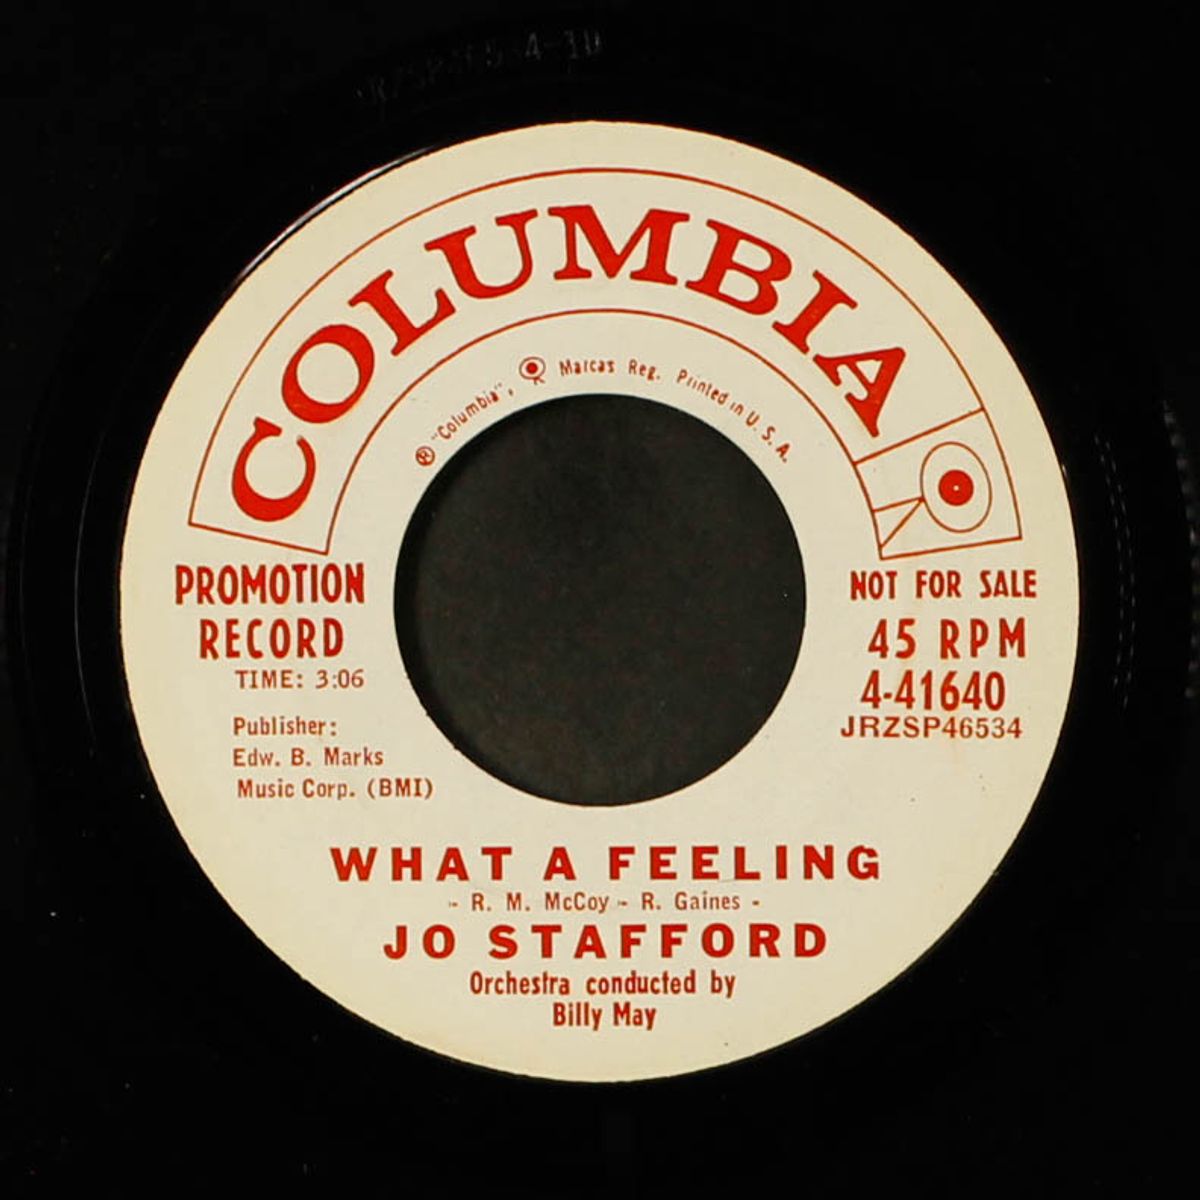 COLUMBIA
® "Columbia", Marcas Reg. Printed in U. S. A.
PROMOTION
RECORD
TIME: 3:06
Publisher:
Edw. B. Marks
Music Corp. (BMI)
NOT FOR SALE
45 RPM
4-41640
JRZSP46534
WHAT A FEELING
- R. M. McCoy - R. Gaines -
JO STAFFORD
Orchestra conducted by
Billy May